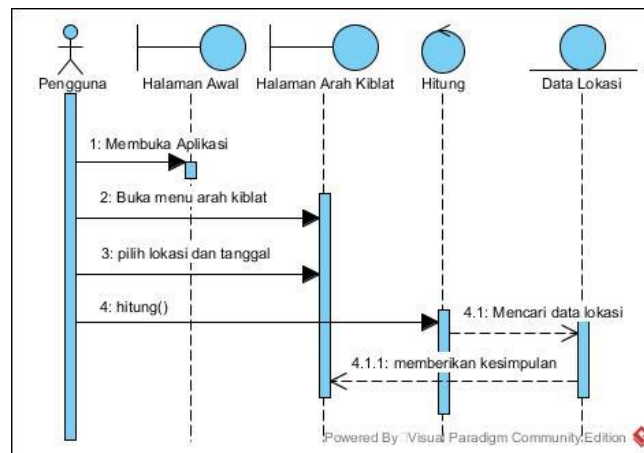 Pengguna
Halaman Awal
Halaman Arah Kiblat
Hitung
Data Lokasi
1: Membuka Aplikasi
2: Buka menu arah kiblat
3: pilih lokasi dan tanggal
4: hitung()
4.1: Mencari data lokasi
4.1.1: memberikan kesimpulan
Powered By Visual Paradigm Community Edition